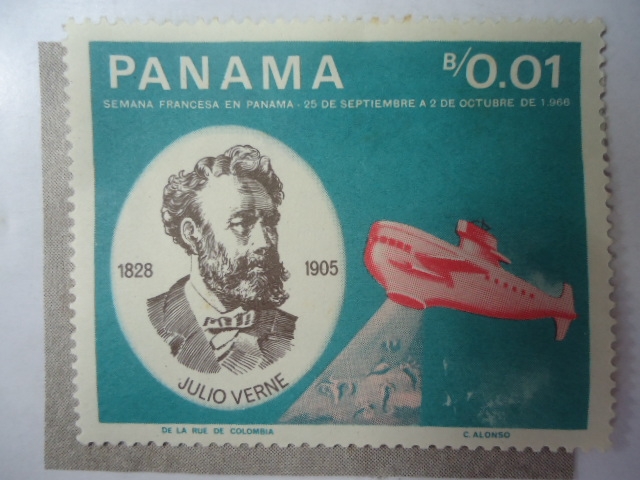 PANAMA B/0.01
SEMANA FRANCESA EN PANAMA - 25 DE SEPTIEMBRE A 2 DE OCTUBRE DE 1.966
1828 1905
JULIO VERNE
DE LA RUE DE COLOMBIA C. ALONSO